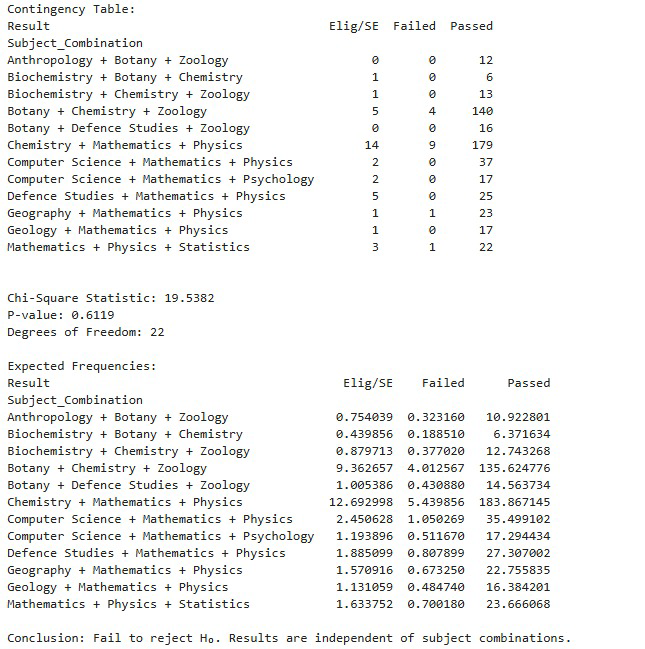 Contingency Table:
Result Elig/SE Failed Passed
Subject_Combination
Anthropology + Botany + Zoology 0 0 12
Biochemistry + Botany + Chemistry 1 0 6
Biochemistry + Chemistry + Zoology 1 0 13
Botany + Chemistry + Zoology 5 4 140
Botany + Defence Studies + Zoology 0 0 16
Chemistry + Mathematics + Physics 14 9 179
Computer Science + Mathematics + Physics 2 0 37
Computer Science + Mathematics + Psychology 2 0 17
Defence Studies + Mathematics + Physics 5 0 25
Geography + Mathematics + Physics 1 1 23
Geology + Mathematics + Physics 1 0 17
Mathematics + Physics + Statistics 3 1 22
Chi-Square Statistic: 19.5382
P-value: 0.6119
Degrees of Freedom: 22
Expected Frequencies:
Result Elig/SE Failed Passed
Subject_Combination
Anthropology + Botany + Zoology 0.754039 0.323160 10.922801
Biochemistry + Botany + Chemistry 0.439856 0.188510 6.371634
Biochemistry + Chemistry + Zoology 0.879713 0.377020 12.743268
Botany + Chemistry + Zoology 9.362657 4.012567 135.624776
Botany + Defence Studies + Zoology 1.005386 0.430880 14.563734
Chemistry + Mathematics + Physics 12.692998 5.439856 183.867145
Computer Science + Mathematics + Physics 2.450628 1.050269 35.499102
Computer Science + Mathematics + Psychology 1.193896 0.511670 17.294434
Defence Studies + Mathematics + Physics 1.885099 0.807899 27.307002
Geography + Mathematics + Physics 1.570916 0.673250 22.755835
Geology + Mathematics + Physics 1.131059 0.484740 16.384201
Mathematics + Physics + Statistics 1.633752 0.700180 23.666068
Conclusion: Fail to reject H₀. Results are independent of subject combinations.